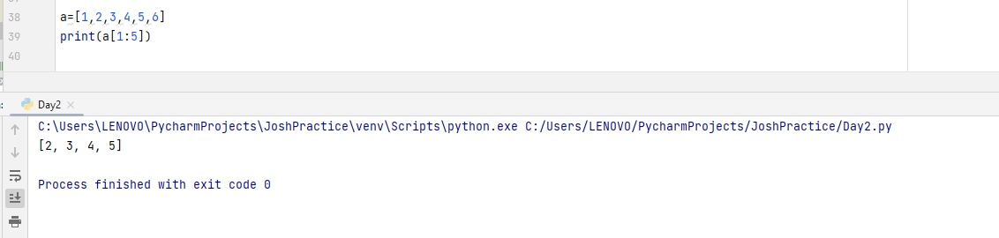 38 a=[1,2,3,4,5,6]
39 print(a[1:5])
40
Day2
C:\Users\LENOVO\PycharmProjects\JoshPractice\venv\Scripts\python.exe C:/Users/LENOVO/PycharmProjects/JoshPractice/Day2.py
[2, 3, 4, 5]
Process finished with exit code 0